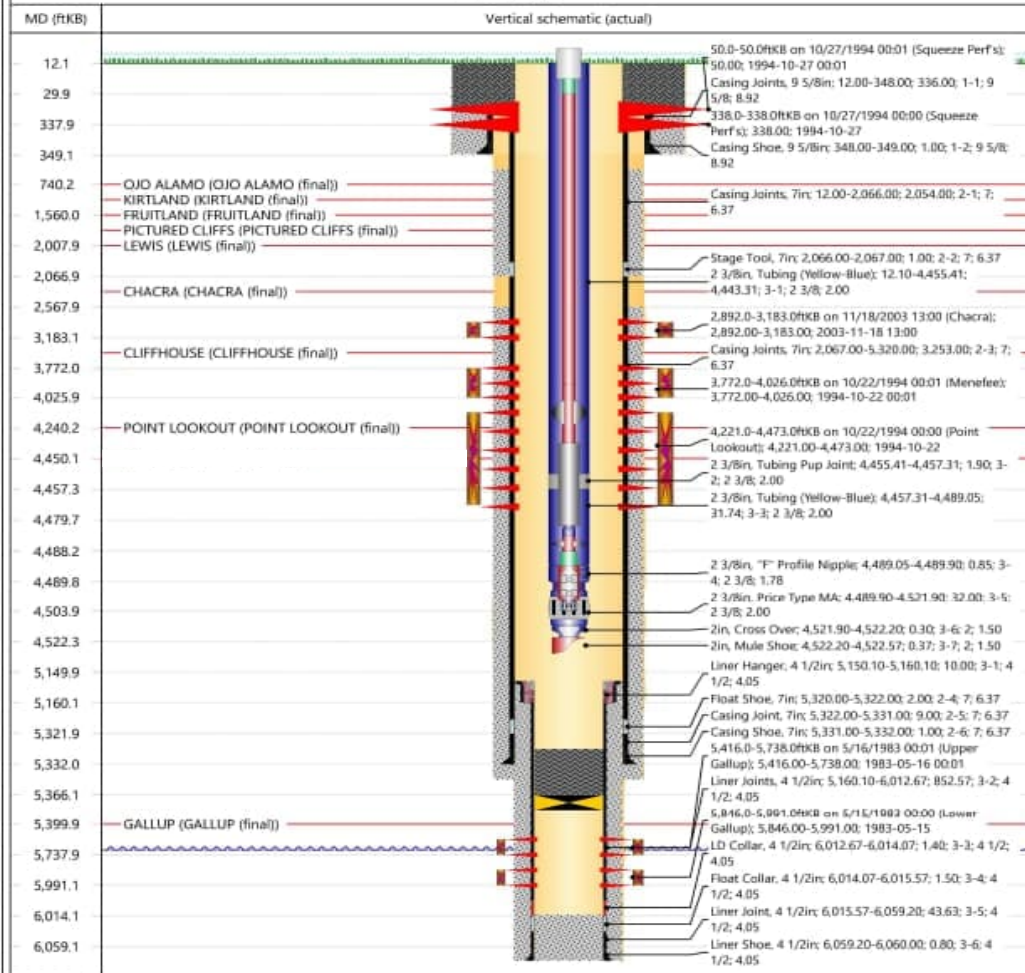 MD (ftKB)
Vertical schematic (actual)
12.1
29.9
337.9
349.1
740.2
1,560.0
2,007.9
2,066.9
2,567.9
3,183.1
3,772.0
4,025.9
4,240.2
4,450.1
4,457.3
4,479.7
4,488.2
4,489.8
4,503.9
4,522.3
5,149.9
5,160.1
5,321.9
5,332.0
5,366.1
5,399.9
5,737.9
5,991.1
6,014.1
6,059.1
OJO ALAMO (OJO ALAMO (final))
KIRTLAND (KIRTLAND (final))
FRUITLAND (FRUITLAND (final))
PICTURED CLIFFS (PICTURED CLIFFS (final))
LEWIS (LEWIS (final))
CHACRA (CHACRA (final))
CLIFFHOUSE (CLIFFHOUSE (final))
POINT LOOKOUT (POINT LOOKOUT (final))
GALLUP (GALLUP (final))
50.0-50.0ftKB on 10/27/1994 00:01 (Squeeze Perf's);
50.00; 1994-10-27 00:01
Casing Joints, 9 5/8in; 12.00-348.00; 336.00; 1-1; 9
5/8; 8.92
338.0-338.0ftKB on 10/27/1994 00:00 (Squeeze
Perf's); 338.00; 1994-10-27
Casing Shoe, 9 5/8in; 348.00-349.00; 1.00; 1-2; 9 5/8;
8.92
Casing Joints, 7in; 12.00-2,066.00; 2,054.00; 2-1; 7;
6.37
Stage Tool, 7in; 2,066.00-2,067.00; 1.00; 2-2; 7; 6.37
2 3/8in, Tubing (Yellow-Blue); 12.10-4,455.41;
4,443.31; 3-1; 2 3/8; 2.00
2,892.0-3,183.0ftKB on 11/18/2003 13:00 (Chacra);
2,892.00-3,183.00; 2003-11-18 13:00
Casing Joints, 7in; 2,067.00-5,320.00; 3,253.00; 2-3; 7;
6.37
3,772.0-4,026.0ftKB on 10/22/1994 00:01 (Menefee);
3,772.00-4,026.00; 1994-10-22 00:01
4,221.0-4,473.0ftKB on 10/22/1994 00:00 (Point
Lookout); 4,221.00-4,473.00; 1994-10-22
2 3/8in, Tubing Pup Joint; 4,455.41-4,457.31; 1.90; 3-
2; 2 3/8; 2.00
2 3/8in, Tubing (Yellow-Blue); 4,457.31-4,489.05;
31.74; 3-3; 2 3/8; 2.00
2 3/8in, "F" Profile Nipple; 4,489.05-4,489.90; 0.85; 3-
4; 2 3/8; 1.78
2 3/8in, Price Type MA; 4,489.90-4,521.90; 32.00; 3-5;
2 3/8; 2.00
2in, Cross Over; 4,521.90-4,522.20; 0.30; 3-6; 2; 1.50
2in, Mule Shoe; 4,522.20-4,522.57; 0.37; 3-7; 2; 1.50
Liner Hanger, 4 1/2in; 5,150.10-5,160.10; 10.00; 3-1; 4
1/2; 4.05
Float Shoe, 7in; 5,320.00-5,322.00; 2.00; 2-4; 7; 6.37
Casing Joint, 7in; 5,322.00-5,331.00; 9.00; 2-5; 7; 6.37
Casing Shoe, 7in; 5,331.00-5,332.00; 1.00; 2-6; 7; 6.37
5,416.0-5,738.0ftKB on 5/16/1983 00:01 (Upper
Gallup); 5,416.00-5,738.00; 1983-05-16 00:01
Liner Joints, 4 1/2in; 5,160.10-6,012.67; 852.57; 3-2; 4
1/2; 4.05
5,846.0-5,991.0ftKB on 5/15/1983 00:00 (Lower
Gallup); 5,846.00-5,991.00; 1983-05-15
LD Collar, 4 1/2in; 6,012.67-6,014.07; 1.40; 3-3; 4 1/2;
4.05
Float Collar, 4 1/2in; 6,014.07-6,015.57; 1.50; 3-4; 4
1/2; 4.05
Liner Joint, 4 1/2in; 6,015.57-6,059.20; 43.63; 3-5; 4
1/2; 4.05
Liner Shoe, 4 1/2in; 6,059.20-6,060.00; 0.80; 3-6; 4
1/2; 4.05